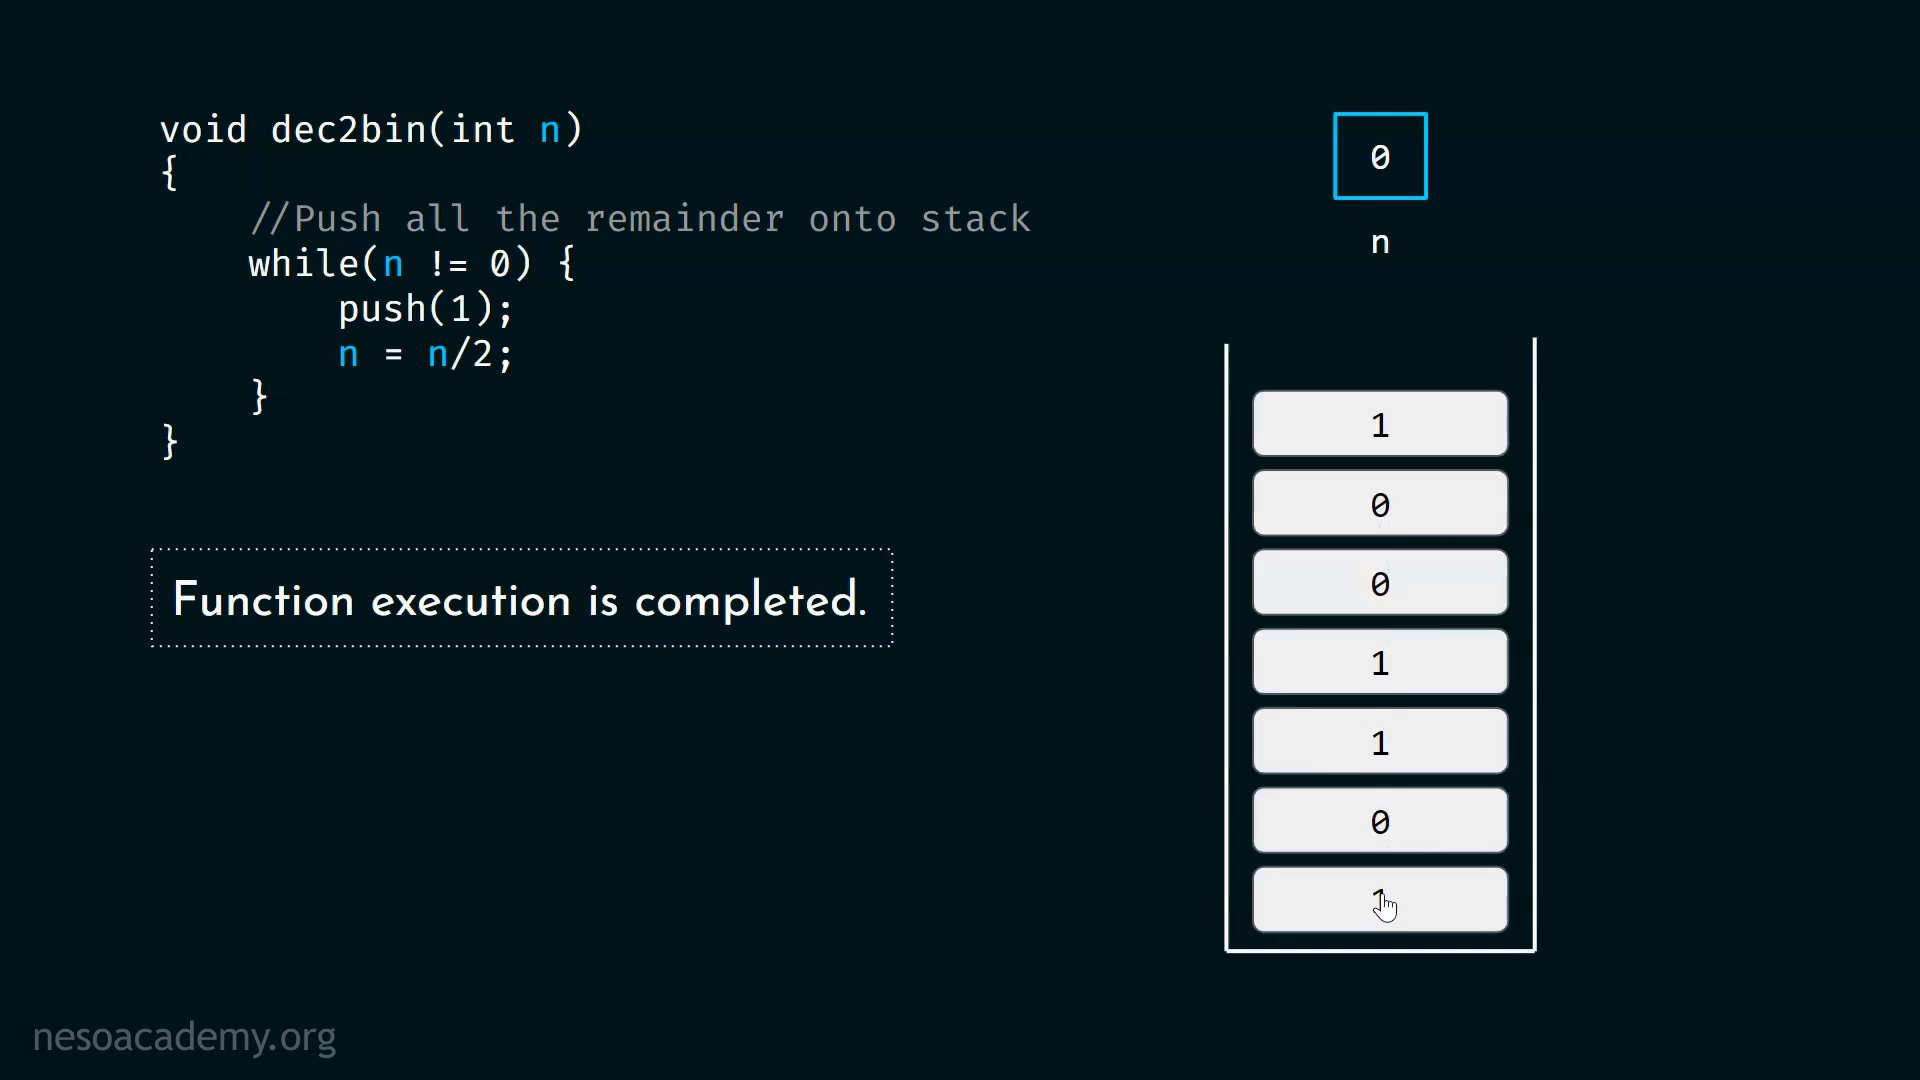 void dec2bin(int n)
{
//Push all the remainder onto stack
while(n != 0) {
push(1);
n = n/2;
}
}
Function execution is completed.
0
n
1
0
0
1
1
0
1
nesoacademy.org